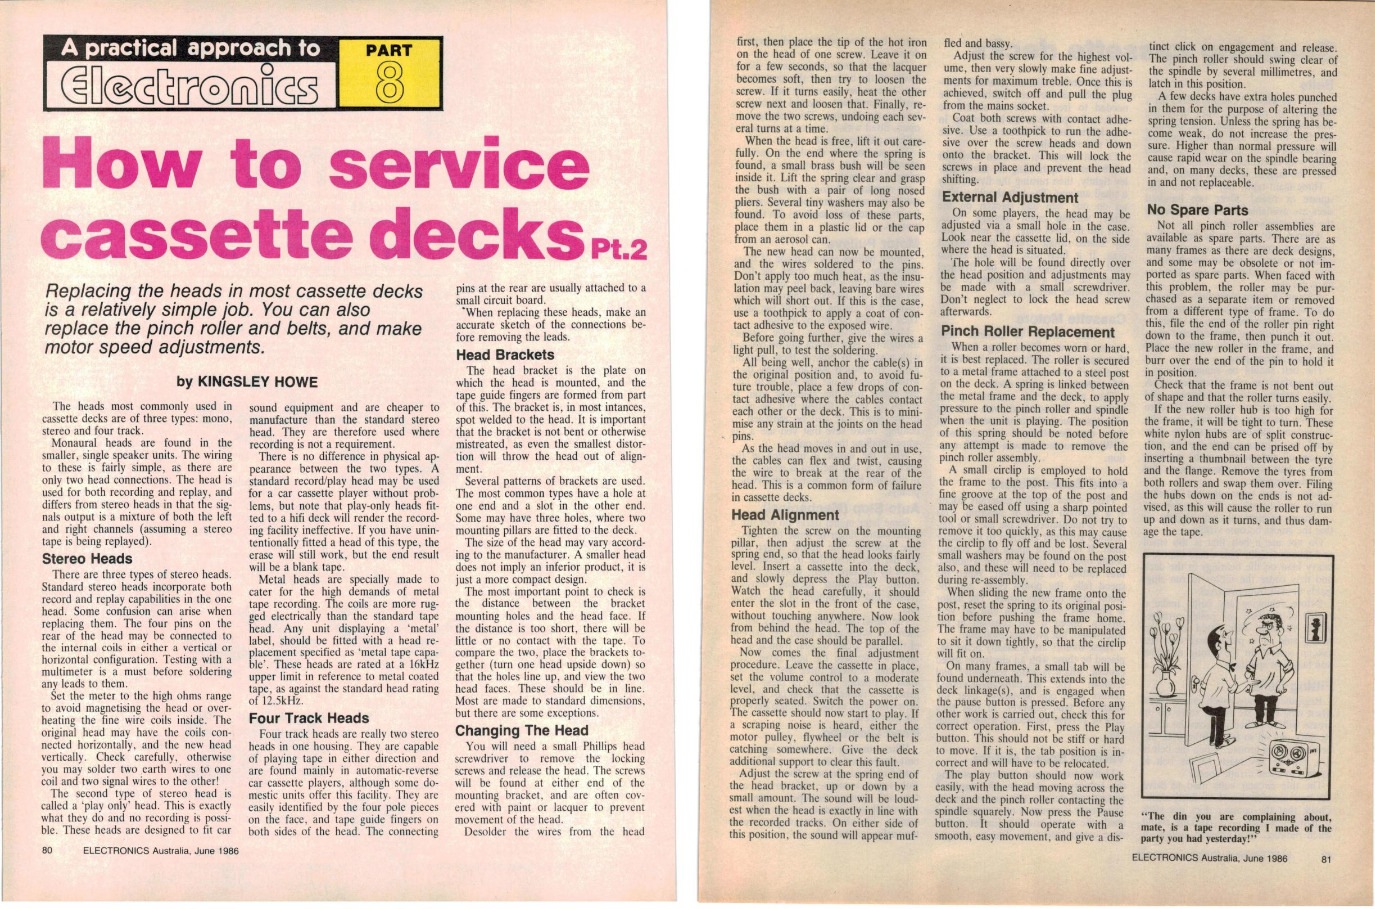 A practical approach to
Electronics
PART
8
How to service
cassette decks Pt.2
Replacing the heads in most cassette decks
is a relatively simple job. You can also
replace the pinch roller and belts, and make
motor speed adjustments.
by KINGSLEY HOWE
The heads most commonly used in
cassette decks are of three types: mono,
stereo and four track.
Monaural heads are found in the
smaller, single speaker units. The wiring
to these is fairly simple, as there are
only two head connections. The head is
used for both recording and replay, and
differs from stereo heads in that the sig-
nals output is a mixture of both the left
and right channels (assuming a stereo
tape is being replayed).
Stereo Heads
There are three types of stereo heads.
Standard stereo heads incorporate both
record and replay capabilities in the one
head. Some confusion can arise when
replacing them. The four pins on the
rear of the head may be connected to
the internal coils in either a vertical or
horizontal configuration. Testing with a
multimeter is a must before soldering
any leads to them.
Set the meter to the high ohms range
to avoid magnetising the head or over-
heating the fine wire coils inside. The
original head may have the coils con-
nected horizontally, and the new head
vertically. Check carefully, otherwise
you may solder two earth wires to one
coil and two signal wires to the other!
The second type of stereo head is
called a 'play only' head. This is exactly
what they do and no recording is possi-
ble. These heads are designed to fit car
sound equipment and are cheaper to
manufacture than the standard stereo
head. They are therefore used where
recording is not a requirement.
There is no difference in physical ap-
pearance between the two types. A
standard record/play head may be used
for a car cassette player without prob-
lems, but note that play-only heads fit-
ted to a hifi deck will render the record-
ing facility ineffective. If you have unin-
tentionally fitted a head of this type, the
erase will still work, but the end result
will be a blank tape.
Metal heads are specially made to
cater for the high demands of metal
tape recording. The coils are more rug-
ged electrically than the standard tape
head. Any unit displaying a 'metal'
label, should be fitted with a head re-
placement specified as 'metal tape capa-
ble'. These heads are rated at a 16kHz
upper limit in reference to metal coated
tape, as against the standard head rating
of 12.5kHz.
Four Track Heads
Four track heads are really two stereo
heads in one housing. They are capable
of playing tape in either direction and
are found mainly in automatic-reverse
car cassette players, although some do-
mestic units offer this facility. They are
easily identified by the four pole pieces
on the face, and tape guide fingers on
both sides of the head. The connecting
pins at the rear are usually attached to a
small circuit board.
When replacing these heads, make an
accurate sketch of the connections be-
fore removing the leads.
Head Brackets
The head bracket is the plate on
which the head is mounted, and the
tape guide fingers are formed from part
of this. The bracket is, in most intances,
spot welded to the head. It is important
that the bracket is not bent or otherwise
mistreated, as even the smallest distor-
tion will throw the head out of align-
ment.
Several patterns of brackets are used.
The most common types have a hole at
one end and a slot in the other end.
Some may have three holes, where two
mounting pillars are fitted to the deck.
The size of the head may vary accord-
ing to the manufacturer. A smaller head
does not imply an inferior product, it is
just a more compact design.
The most important point to check is
the distance between the bracket
mounting holes and the head face. If
the distance is too short, there will be
little or no contact with the tape. To
compare the two, place the brackets to-
gether (turn one head upside down) so
that the holes line up, and view the two
head faces. These should be in line.
Most are made to standard dimensions,
but there are some exceptions.
Changing The Head
You will need a small Phillips head
screwdriver to remove the locking
screws and release the head. The screws
will be found at either end of the
mounting bracket, and are often cov-
ered with paint or lacquer to prevent
movement of the head.
Desolder the wires from the head
80 ELECTRONICS Australia, June 1986
first, then place the tip of the hot iron
on the head of one screw. Leave it on
for a few seconds, so that the lacquer
becomes soft, then try to loosen the
screw. If it turns easily, heat the other
screw next and loosen that. Finally, re-
move the two screws, undoing each sev-
eral turns at a time.
When the head is free, lift it out care-
fully. On the end where the spring is
found, a small brass bush will be seen
inside it. Lift the spring clear and grasp
the bush with a pair of long nosed
pliers. Several tiny washers may also be
found. To avoid loss of these parts,
place them in a plastic lid or the cap
from an aerosol can.
The new head can now be mounted,
and the wires soldered to the pins.
Don't apply too much heat, as the insu-
lation may peel back, leaving bare wires
which will short out. If this is the case,
use a toothpick to apply a coat of con-
tact adhesive to the exposed wire.
Before going further, give the wires a
light pull, to test the soldering.
All being well, anchor the cable(s) in
the original position and, to avoid fu-
ture trouble, place a few drops of con-
tact adhesive where the cables contact
each other or the deck. This is to mini-
mise any strain at the joints on the head
pins.
As the head moves in and out in use,
the cables can flex and twist, causing
the wire to break at the rear of the
head. This is a common form of failure
in cassette decks.
Head Alignment
Tighten the screw on the mounting
pillar, then adjust the screw at the
spring end, so that the head looks fairly
level. Insert a cassette into the deck,
and slowly depress the Play button.
Watch the head carefully, it should
enter the slot in the front of the case,
without touching anywhere. Now look
from behind the head. The top of the
head and the case should be parallel.
Now comes the final adjustment
procedure. Leave the cassette in place,
set the volume control to a moderate
level, and check that the cassette is
properly seated. Switch the power on.
The cassette should now start to play. If
a scraping noise is heard, either the
motor pulley, flywheel or the belt is
catching somewhere. Give the deck
additional support to clear this fault.
Adjust the screw at the spring end of
the head bracket, up or down by a
small amount. The sound will be loud-
est when the head is exactly in line with
the recorded tracks. On either side of
this position, the sound will appear muf-
fled and bassy.
Adjust the screw for the highest vol-
ume, then very slowly make fine adjust-
ments for maximum treble. Once this is
achieved, switch off and pull the plug
from the mains socket.
Coat both screws with contact adhe-
sive. Use a toothpick to run the adhe-
sive over the screw heads and down
onto the bracket. This will lock the
screws in place and prevent the head
shifting.
External Adjustment
On some players, the head may be
adjusted via a small hole in the case.
Look near the cassette lid, on the side
where the head is situated.
The hole will be found directly over
the head position and adjustments may
be made with a small screwdriver.
Don't neglect to lock the head screw
afterwards.
Pinch Roller Replacement
When a roller becomes worn or hard,
it is best replaced. The roller is secured
to a metal frame attached to a steel post
on the deck. A spring is linked between
the metal frame and the deck, to apply
pressure to the pinch roller and spindle
when the unit is playing. The position
of this spring should be noted before
any attempt is made to remove the
pinch roller assembly.
A small circlip is employed to hold
the frame to the post. This fits into a
fine groove at the top of the post and
may be eased off using a sharp pointed
tool or small screwdriver. Do not try to
remove it too quickly, as this may cause
the circlip to fly off and be lost. Several
small washers may be found on the post
also, and these will need to be replaced
during re-assembly.
When sliding the new frame onto the
post, reset the spring to its original posi-
tion before pushing the frame home.
The frame may have to be manipulated
to sit it down tightly, so that the circlip
will fit on.
On many frames, a small tab will be
found underneath. This extends into the
deck linkage(s), and is engaged when
the pause button is pressed. Before any
other work is carried out, check this for
correct operation. First, press the Play
button. This should not be stiff or hard
to move. If it is, the tab position is in-
correct and will have to be relocated.
The play button should now work
easily, with the head moving across the
deck and the pinch roller contacting the
spindle squarely. Now press the Pause
button. It should operate with a
smooth, easy movement, and give a dis-
tinct click on engagement and release.
The pinch roller should swing clear of
the spindle by several millimetres, and
latch in this position.
A few decks have extra holes punched
in them for the purpose of altering the
spring tension. Unless the spring has be-
come weak, do not increase the pres-
sure. Higher than normal pressure will
cause rapid wear on the spindle bearing
and, on many decks, these are pressed
in and not replaceable.
No Spare Parts
Not all pinch roller assemblies are
available as spare parts. There are as
many frames as there are deck designs,
and some may be obsolete or not im-
ported as spare parts. When faced with
this problem, the roller may be pur-
chased as a separate item or removed
from a different type of frame. To do
this, file the end of the roller pin right
down to the frame, then punch it out.
Place the new roller in the frame, and
burr over the end of the pin to hold it
in position.
Check that the frame is not bent out
of shape and that the roller turns easily.
If the new roller hub is too high for
the frame, it will be tight to turn. These
white nylon hubs are of split construc-
tion, and the end can be prised off by
inserting a thumbnail between the tyre
and the flange. Remove the tyres from
both rollers and swap them over. Filing
the hubs down on the ends is not ad-
vised, as this will cause the roller to run
up and down as it turns, and thus dam-
age the tape.
"The din you are complaining about,
mate, is a tape recording I made of the
party you had yesterday!"
ELECTRONICS Australia, June 1986 81